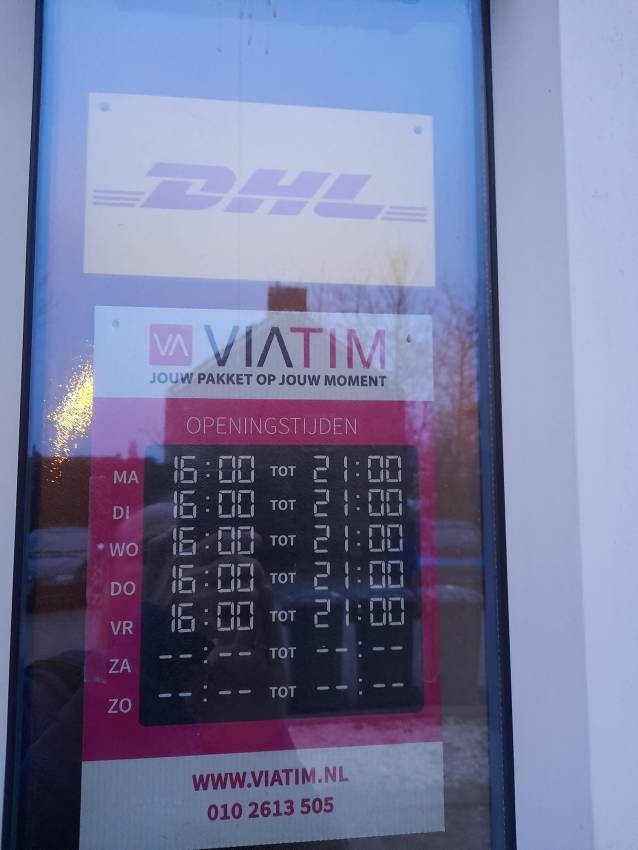 DHL
VA VIATIM
JOUW PAKKET OP JOUW MOMENT
OPENINGSTIJDEN
MA 16:00 TOT 21:00
DI 16:00 TOT 21:00
WO 16:00 TOT 21:00
DO 16:00 TOT 21:00
VR 16:00 TOT 21:00
ZA --:-- TOT --:--
ZO --:-- TOT --:--
WWW.VIATIM.NL
010 2613 505